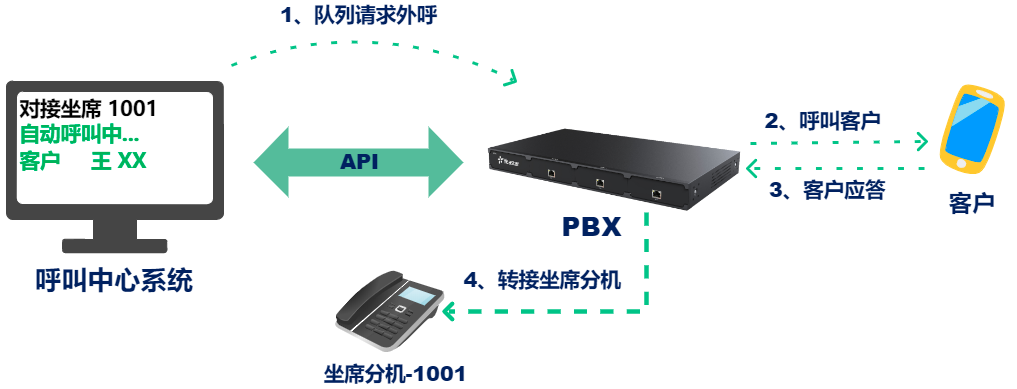 1、队列请求外呼
对接坐席 1001
自动呼叫中...
客户 王 XX
API
2、呼叫客户
3、客户应答
客户
PBX
呼叫中心系统
4、转接坐席分机
坐席分机-1001